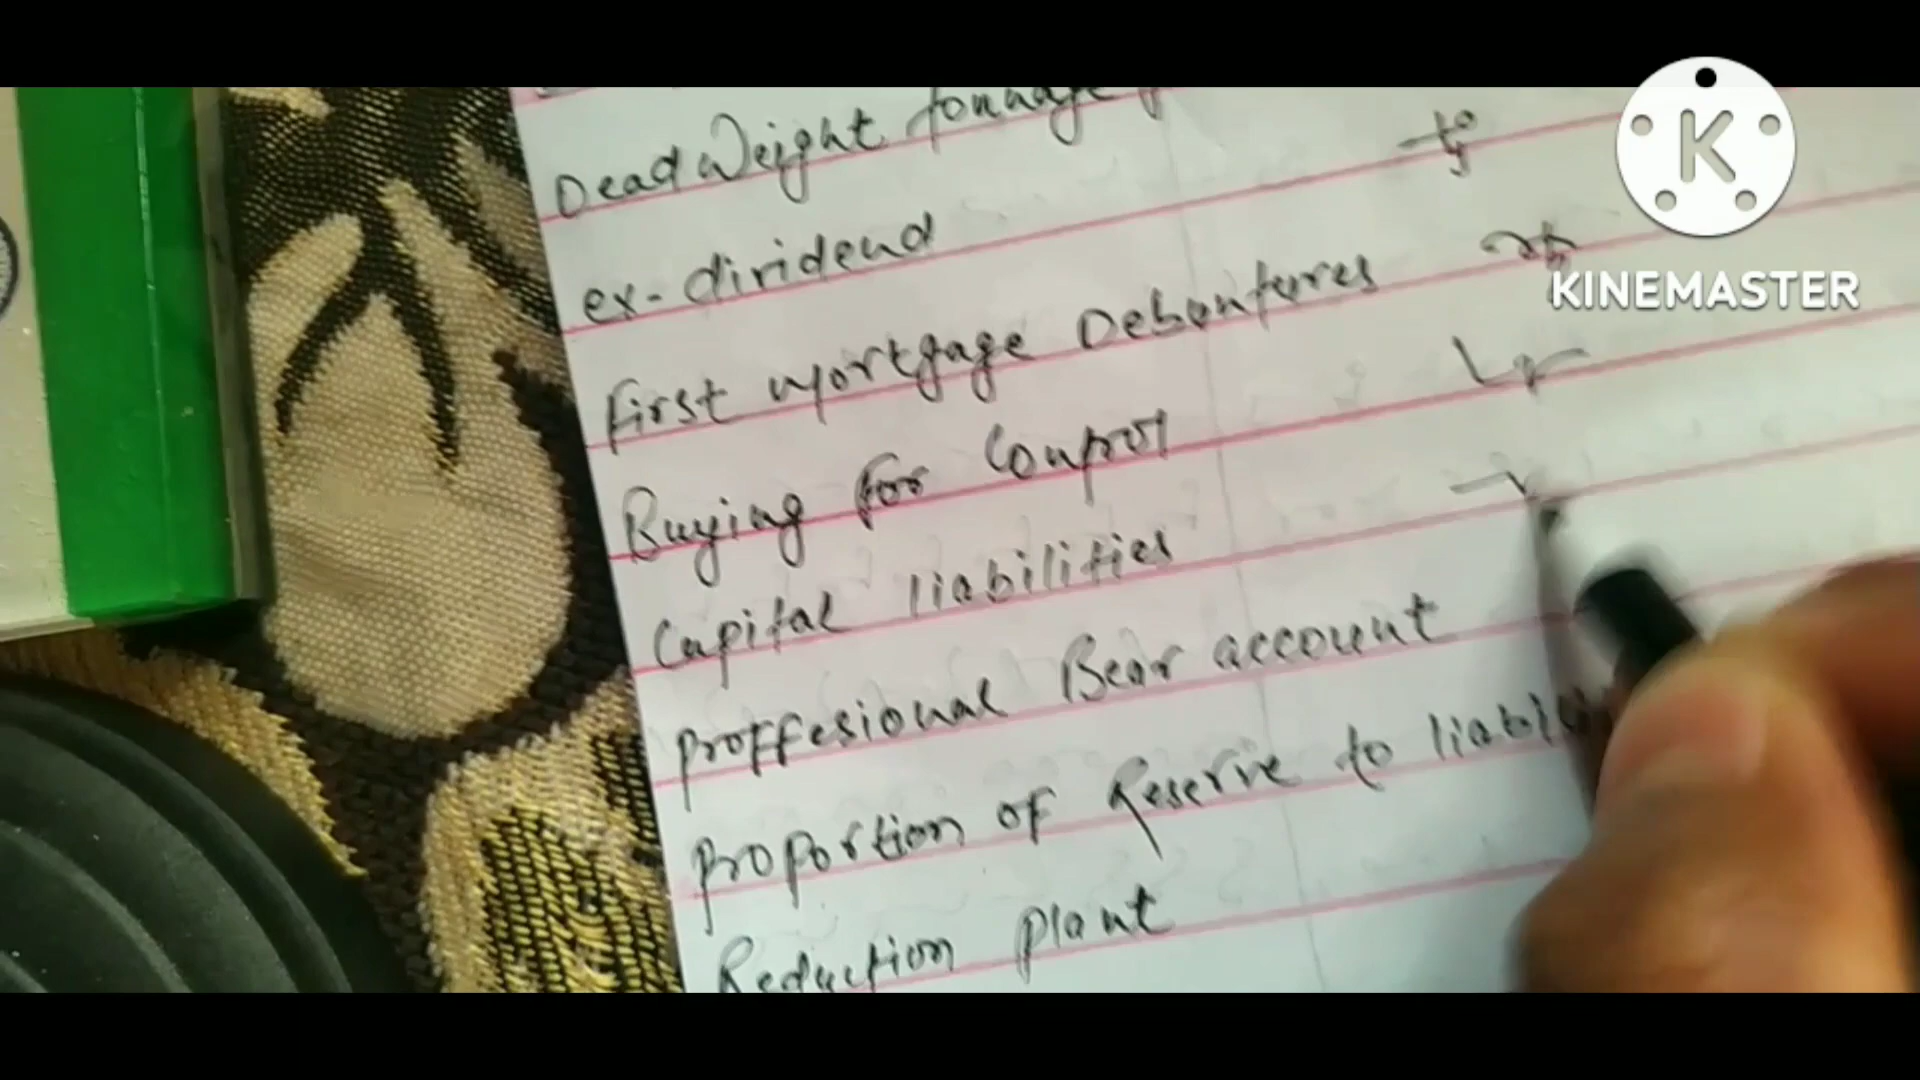 Dead Weight tonnage
ex-dividend
first mortgage Debentures
Buying for Control
Capital liabilities
proffesional Bear account
proportion of Reserve to
Reduction plant
K
KINEMASTER